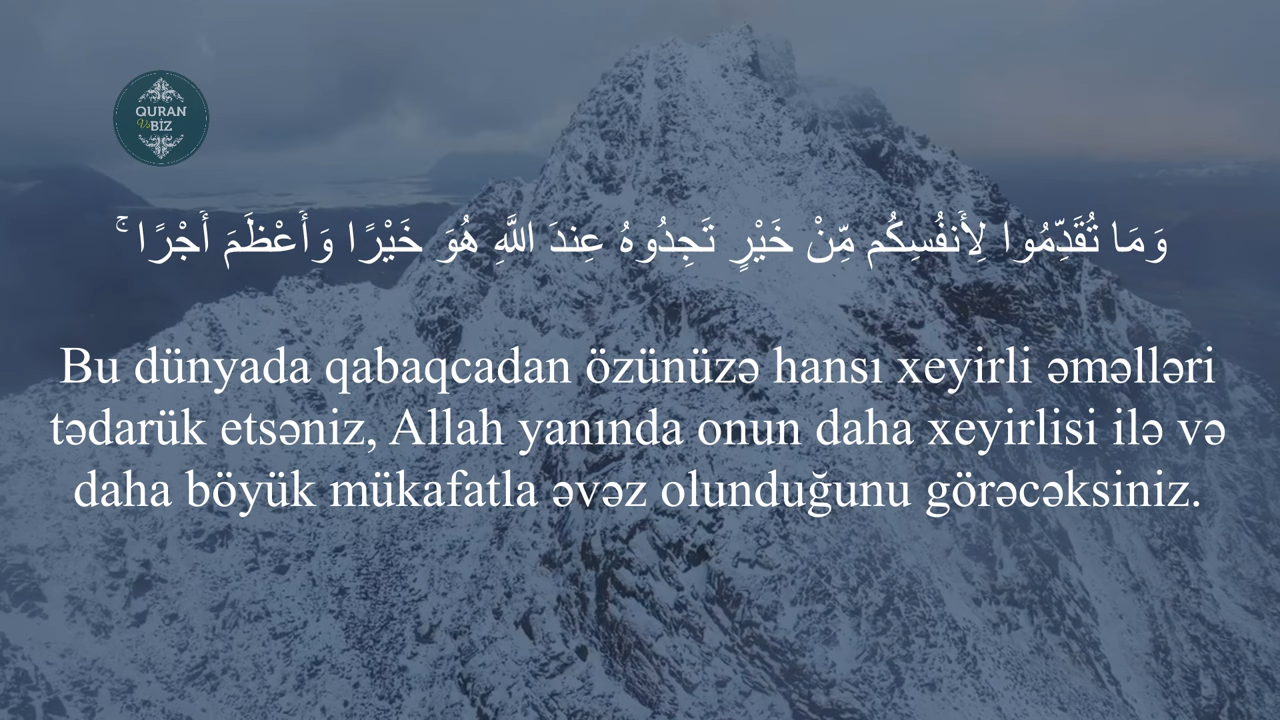 QURAN
Və BİZ
وَمَا تُقَدِّمُوا لِأَنفُسِكُم مِّنْ خَيْرٍ تَجِدُوهُ عِندَ اللَّهِ هُوَ خَيْرًا وَأَعْظَمَ أَجْرًا ۚ
Bu dünyada qabaqcadan özünüzə hansı xeyirli əməlləri
tədarük etsəniz, Allah yanında onun daha xeyirlisi ilə və
daha böyük mükafatla əvəz olunduğunu görəcəksiniz.